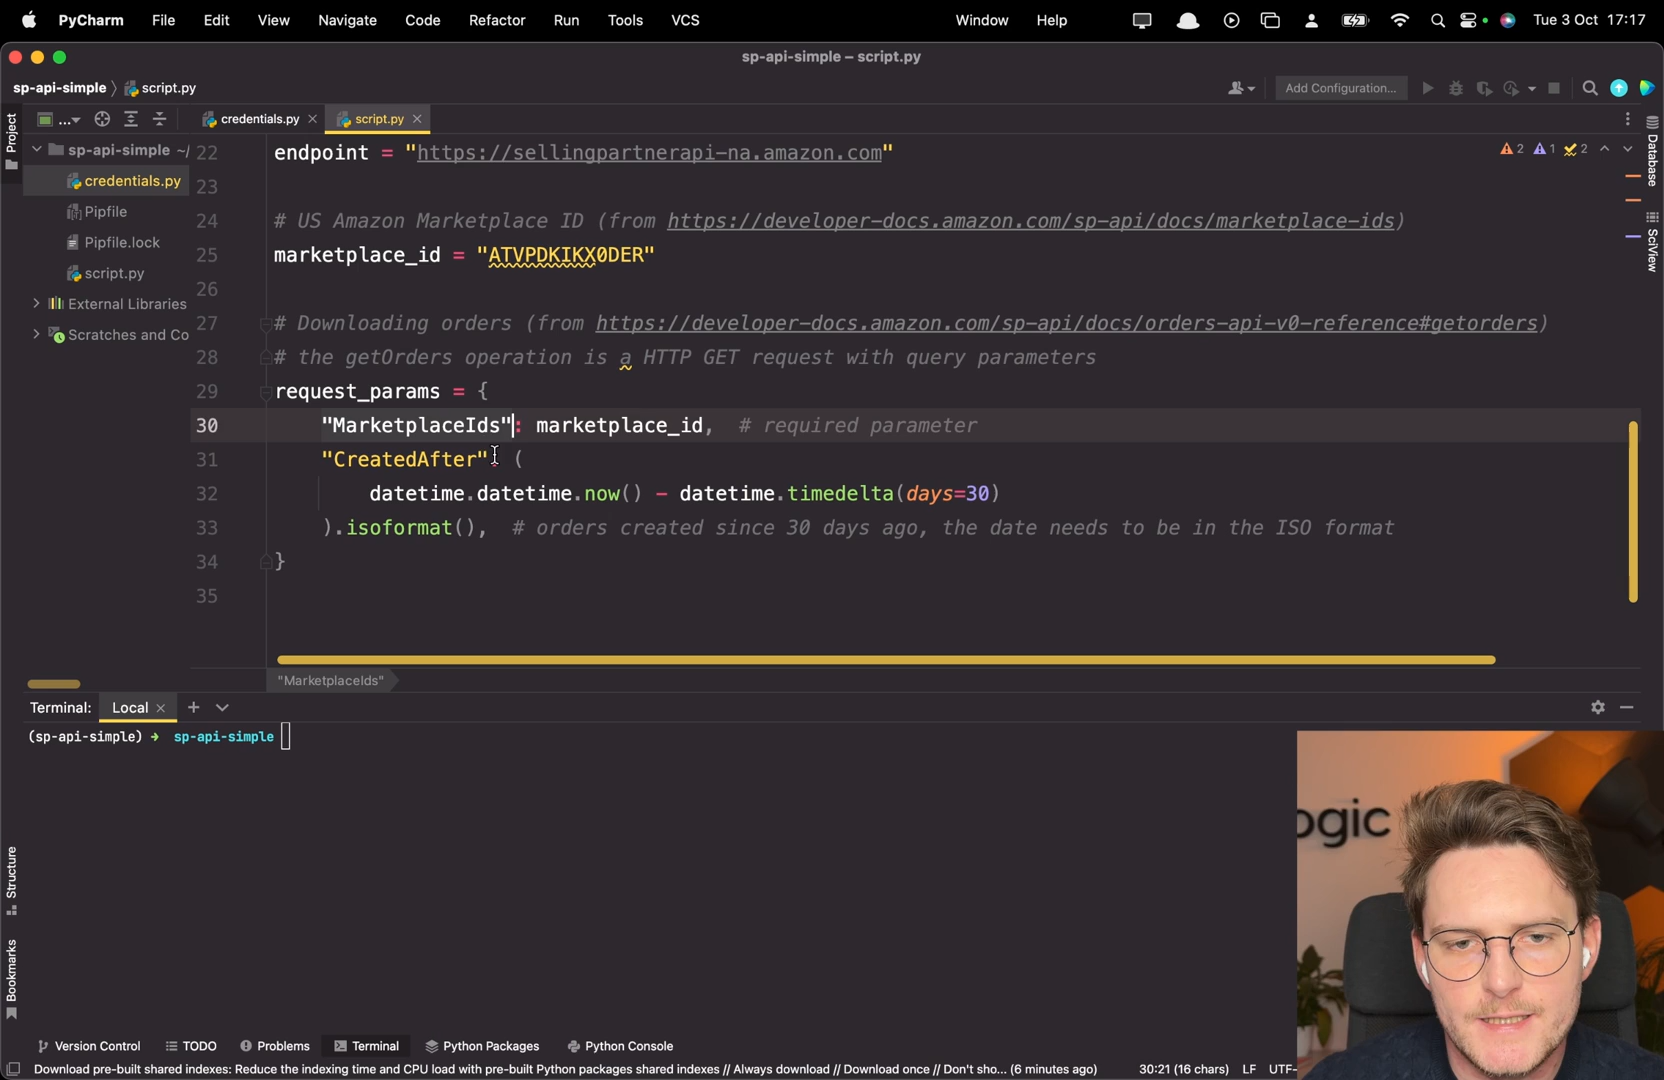 PyCharm File Edit View Navigate Code Refactor Run Tools VCS Window Help Tue 3 Oct 17:17
sp-api-simple – script.py
sp-api-simple script.py Add Configuration...
... credentials.py script.py
Project
sp-api-simple ~/
credentials.py
Pipfile
Pipfile.lock
script.py
External Libraries
Scratches and Co
22 endpoint = "https://sellingpartnerapi-na.amazon.com"
2 1 2
23
24 # US Amazon Marketplace ID (from https://developer-docs.amazon.com/sp-api/docs/marketplace-ids)
25 marketplace_id = "ATVPDKIKX0DER"
26
27 # Downloading orders (from https://developer-docs.amazon.com/sp-api/docs/orders-api-v0-reference#getorders)
28 # the getOrders operation is a HTTP GET request with query parameters
29 request_params = {
30 "MarketplaceIds": marketplace_id, # required parameter
31 "CreatedAfter": (
32 datetime.datetime.now() - datetime.timedelta(days=30)
33 ).isoformat(), # orders created since 30 days ago, the date needs to be in the ISO format
34 }
35
Database
SciView
"MarketplaceIds"
Terminal: Local
(sp-api-simple) → sp-api-simple
ogic
Structure
Bookmarks
Version Control TODO Problems Terminal Python Packages Python Console
Download pre-built shared indexes: Reduce the indexing time and CPU load with pre-built Python packages shared indexes // Always download // Download once // Don't sho... (6 minutes ago) 30:21 (16 chars) LF UTF-